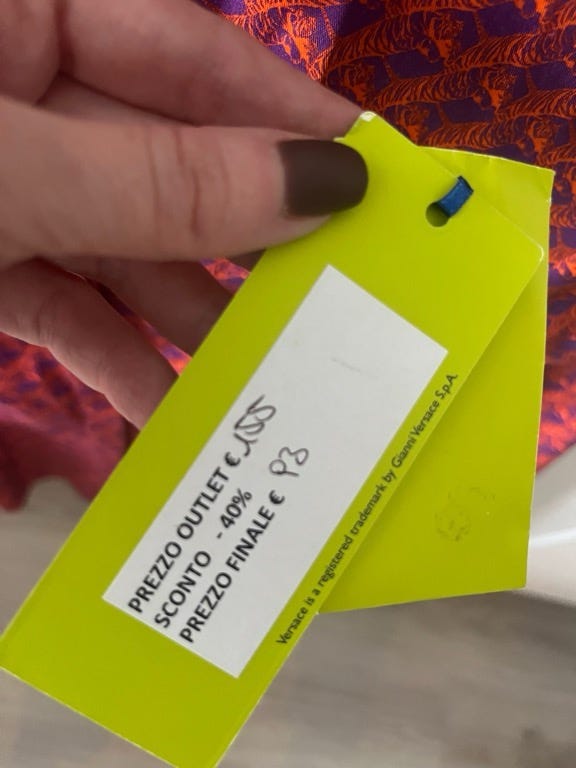 PREZZO OUTLET € 155
SCONTO - 40%
PREZZO FINALE € 93
Versace is a registered trademark by Gianni Versace S.p.A.